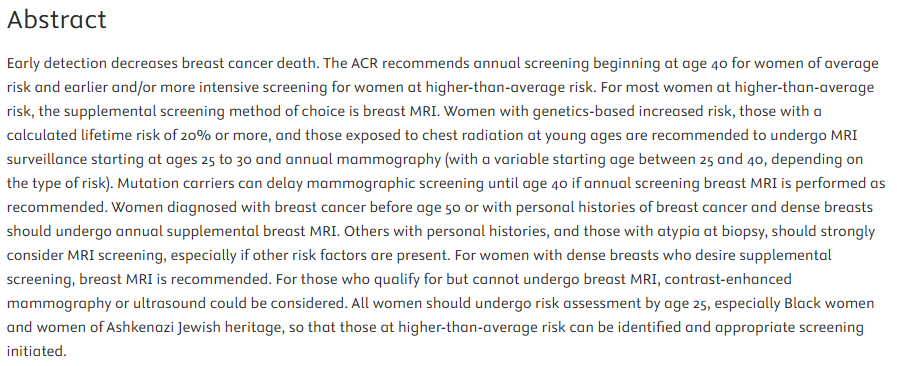 Abstract
Early detection decreases breast cancer death. The ACR recommends annual screening beginning at age 40 for women of average
risk and earlier and/or more intensive screening for women at higher-than-average risk. For most women at higher-than-average
risk, the supplemental screening method of choice is breast MRI. Women with genetics-based increased risk, those with a
calculated lifetime risk of 20% or more, and those exposed to chest radiation at young ages are recommended to undergo MRI
surveillance starting at ages 25 to 30 and annual mammography (with a variable starting age between 25 and 40, depending on
the type of risk). Mutation carriers can delay mammographic screening until age 40 if annual screening breast MRI is performed as
recommended. Women diagnosed with breast cancer before age 50 or with personal histories of breast cancer and dense breasts
should undergo annual supplemental breast MRI. Others with personal histories, and those with atypia at biopsy, should strongly
consider MRI screening, especially if other risk factors are present. For women with dense breasts who desire supplemental
screening, breast MRI is recommended. For those who qualify for but cannot undergo breast MRI, contrast-enhanced
mammography or ultrasound could be considered. All women should undergo risk assessment by age 25, especially Black women
and women of Ashkenazi Jewish heritage, so that those at higher-than-average risk can be identified and appropriate screening
initiated.